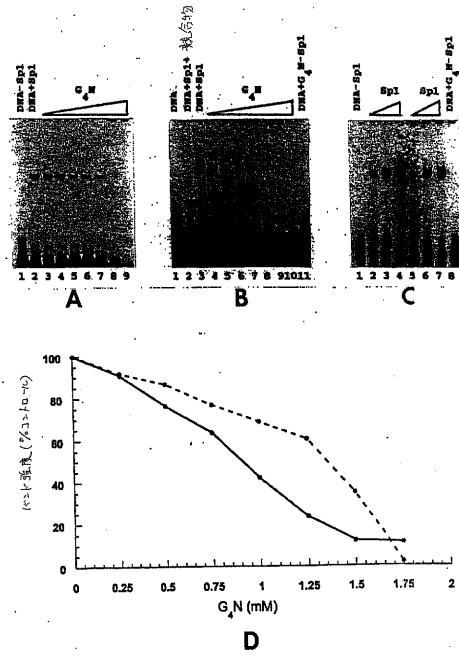 DNA-Sp1
DNA+Sp1
G4N
1 2 3 4 5 6 7 8 9
A
DNA
DNA+Sp1+競合物
DNA+Sp1
G4N
DNA+G4N-Sp1
1 2 3 4 5 6 7 8 9 10 11
B
DNA-Sp1
Sp1
Sp1
DNA+G4N-Sp1
1 2 3 4 5 6 7 8
C
バンド強度(%コントロール)
100
80
60
40
20
0
0 0.25 0.5 0.75 1 1.25 1.5 1.75 2
G4N (mM)
D